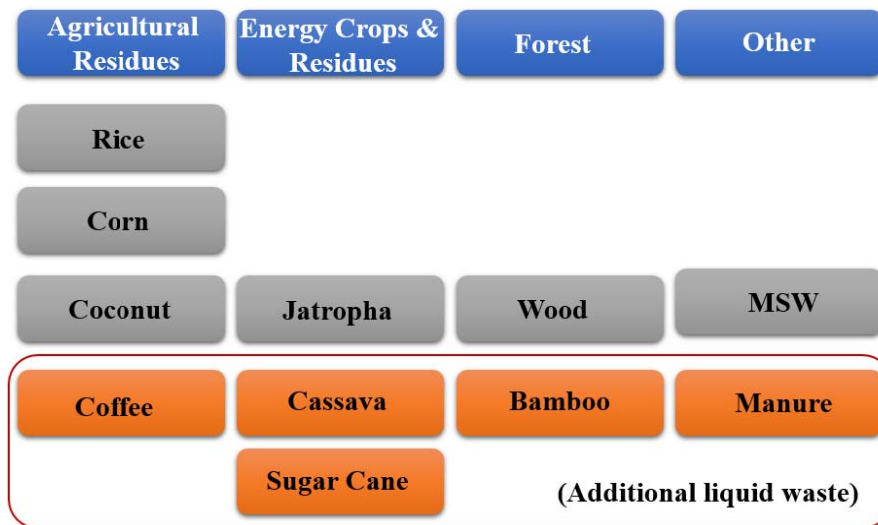 Agricultural
Residues
Energy Crops &
Residues
Forest
Other
Rice
Corn
Coconut
Jatropha
Wood
MSW
Coffee
Cassava
Bamboo
Manure
Sugar Cane
(Additional liquid waste)